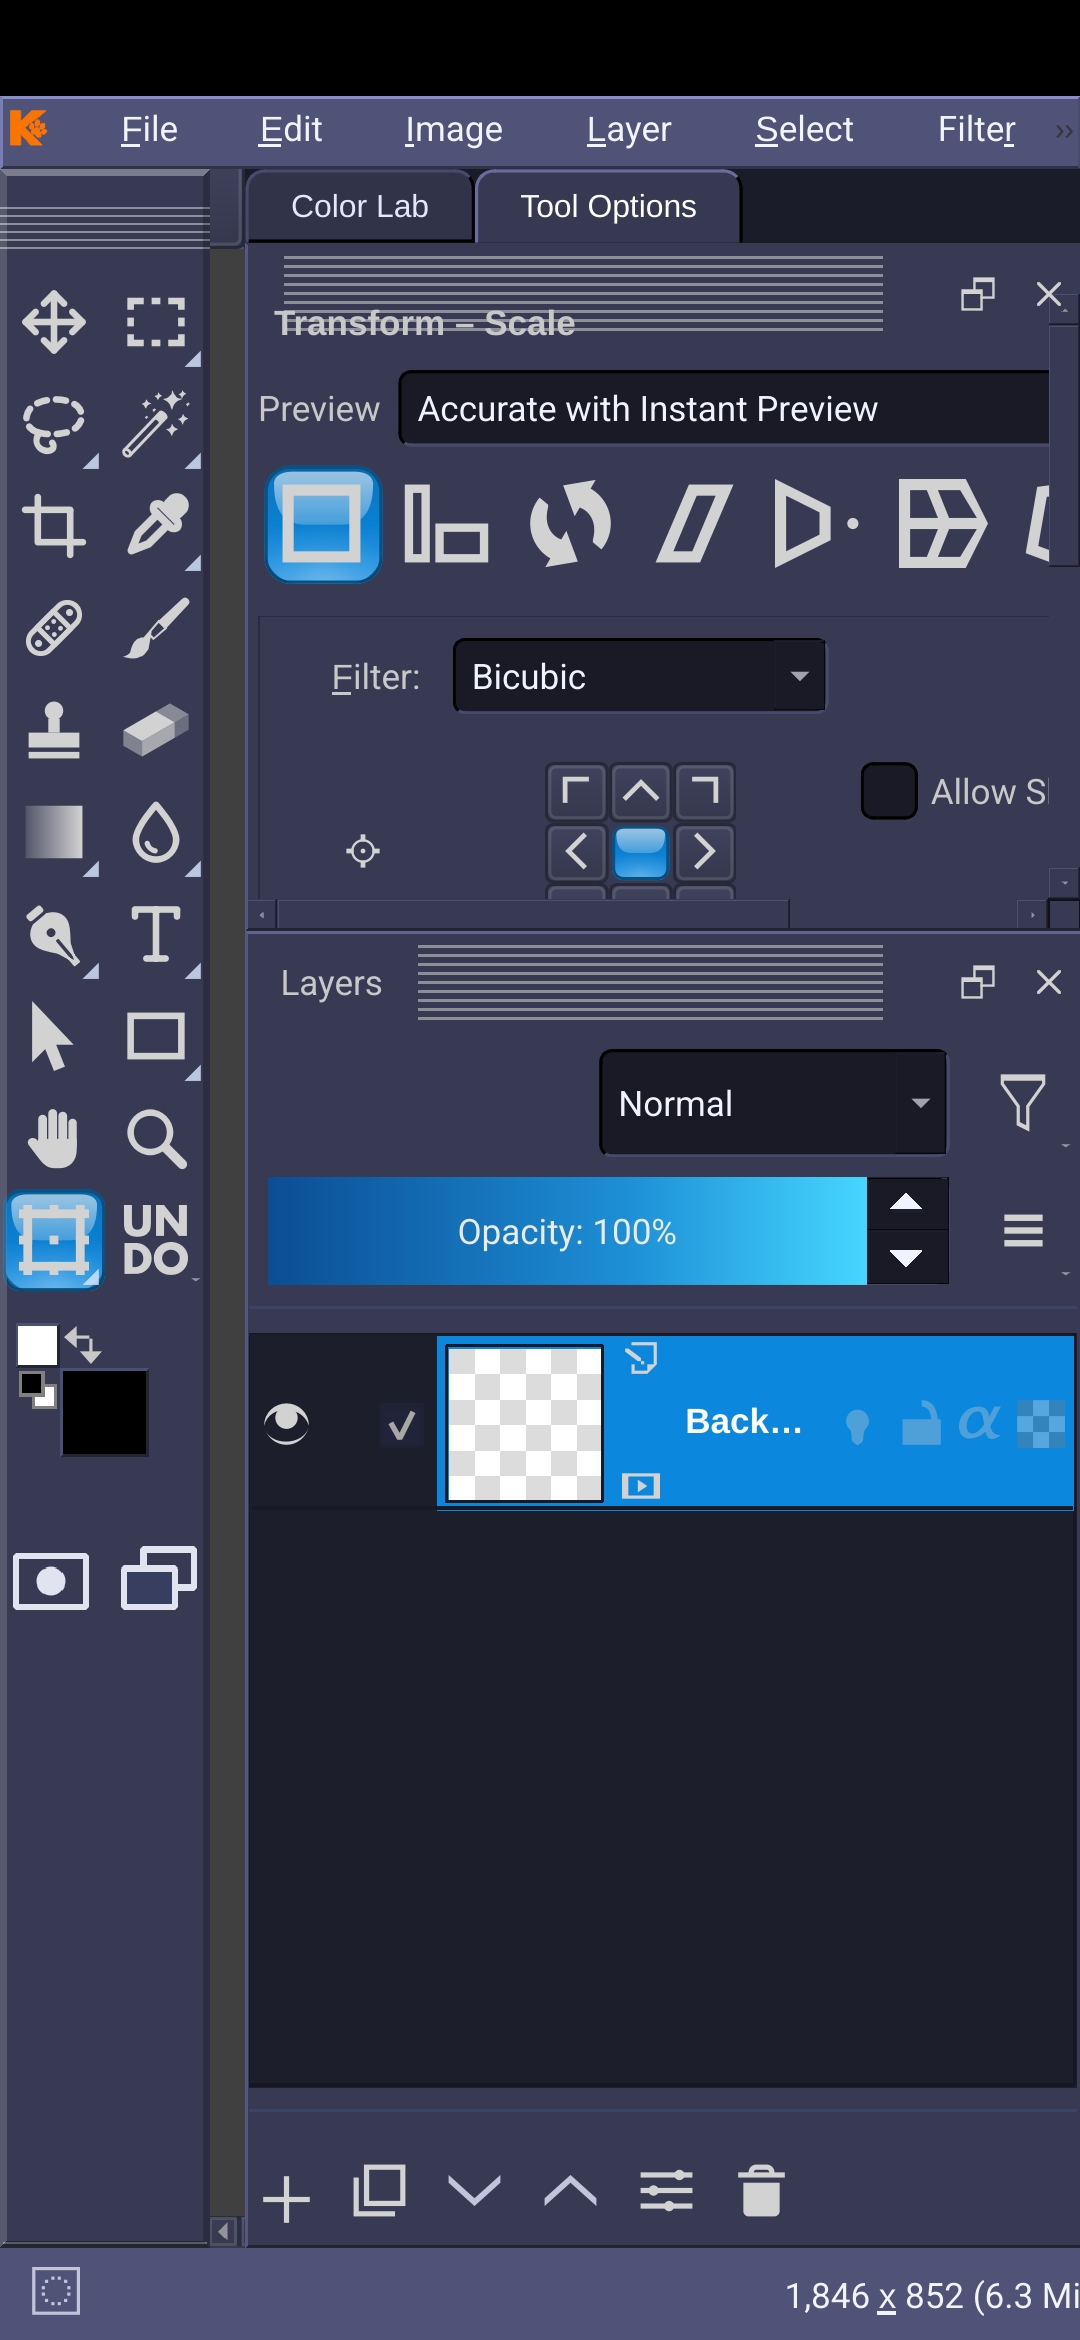 File Edit Image Layer Select Filter
Color Lab Tool Options
Transform – Scale
Preview Accurate with Instant Preview
Filter: Bicubic
Allow
Layers
Normal
UN
DO
Opacity: 100%
Back...
1,846 x 852 (6.3